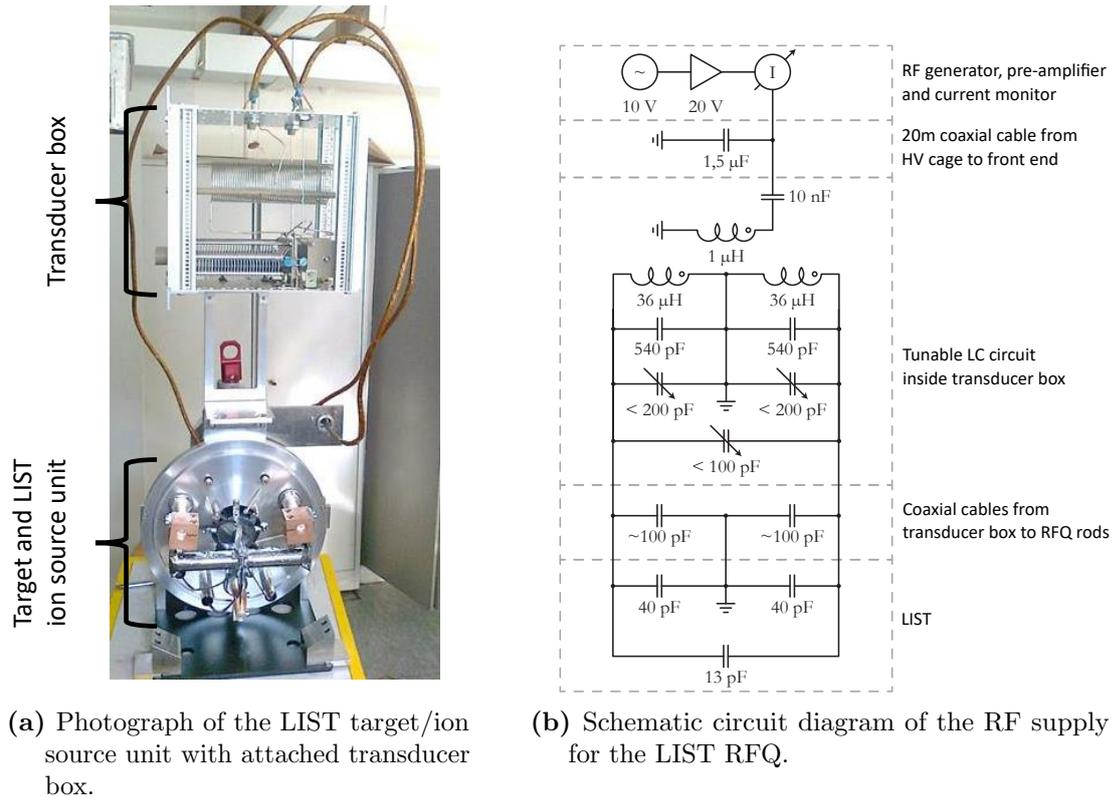 Transducer box
Target and LIST
ion source unit
~
I
10 V
20 V
RF generator, pre-amplifier
and current monitor
1,5 µF
20m coaxial cable from
HV cage to front end
10 nF
1 µH
36 µH
36 µH
540 pF
540 pF
< 200 pF
< 200 pF
< 100 pF
Tunable LC circuit
inside transducer box
~100 pF
~100 pF
Coaxial cables from
transducer box to RFQ rods
40 pF
40 pF
13 pF
LIST
(a) Photograph of the LIST target/ion
source unit with attached transducer
box.
(b) Schematic circuit diagram of the RF supply
for the LIST RFQ.